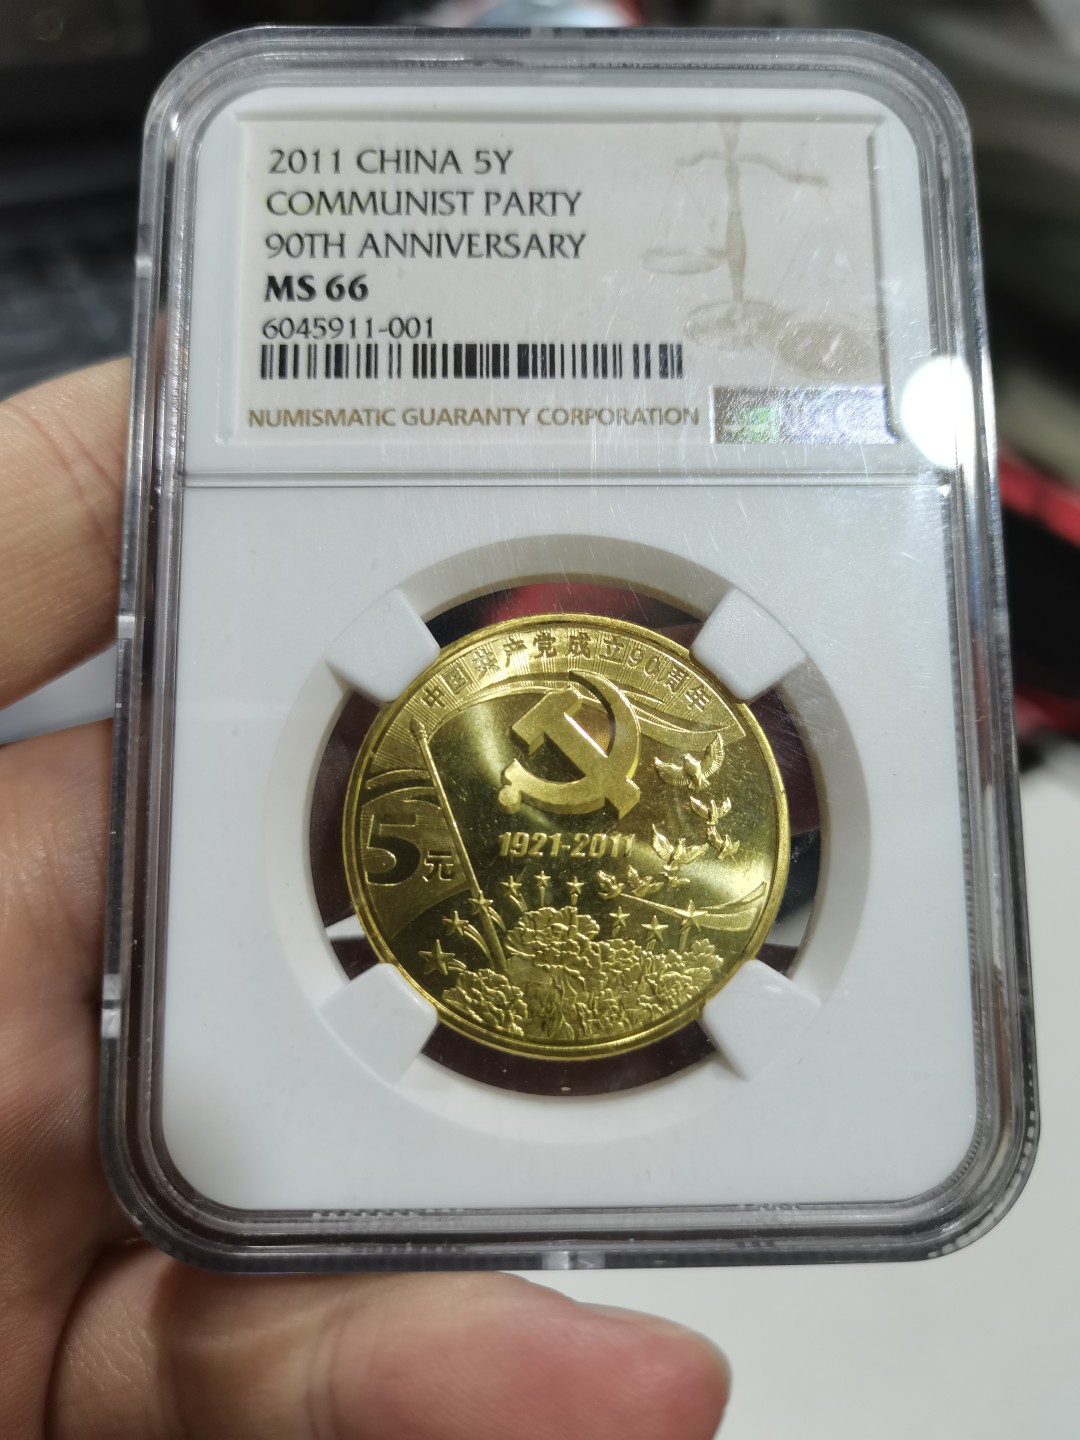 2011 CHINA 5Y
COMMUNIST PARTY
90TH ANNIVERSARY
MS 66
6045911-001
NUMISMATIC GUARANTY CORPORATION
中国共产党成立90周年
1921-2011
5元